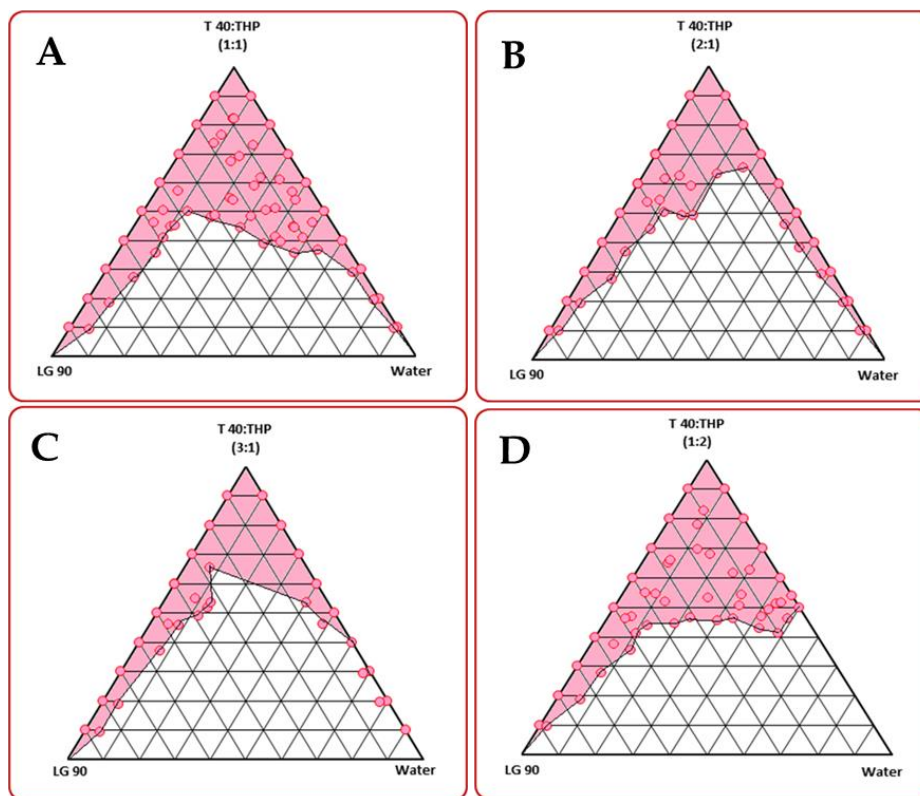 A
T 40:THP
(1:1)
LG 90
Water
B
T 40:THP
(2:1)
LG 90
Water
C
T 40:THP
(3:1)
LG 90
Water
D
T 40:THP
(1:2)
LG 90
Water